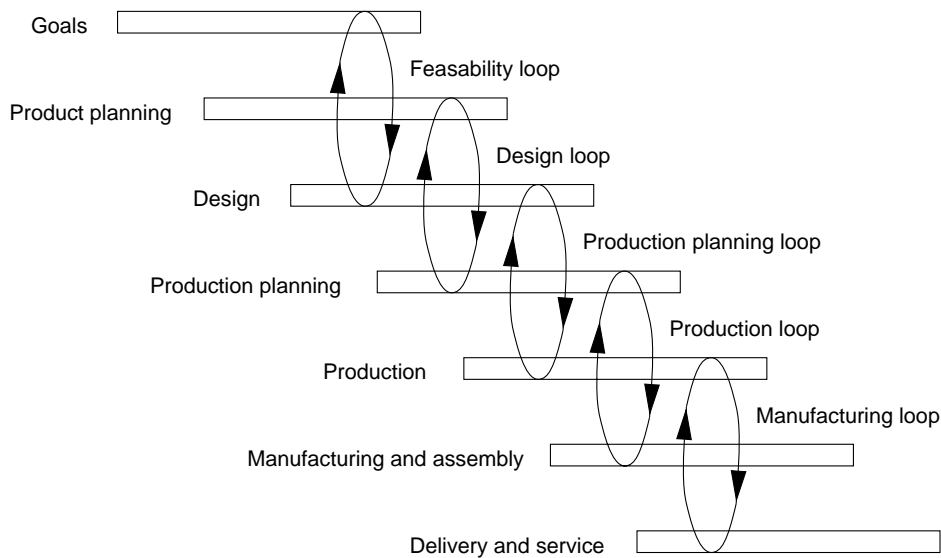 Goals
Feasability loop
Product planning
Design loop
Design
Production planning loop
Production planning
Production loop
Production
Manufacturing loop
Manufacturing and assembly
Delivery and service